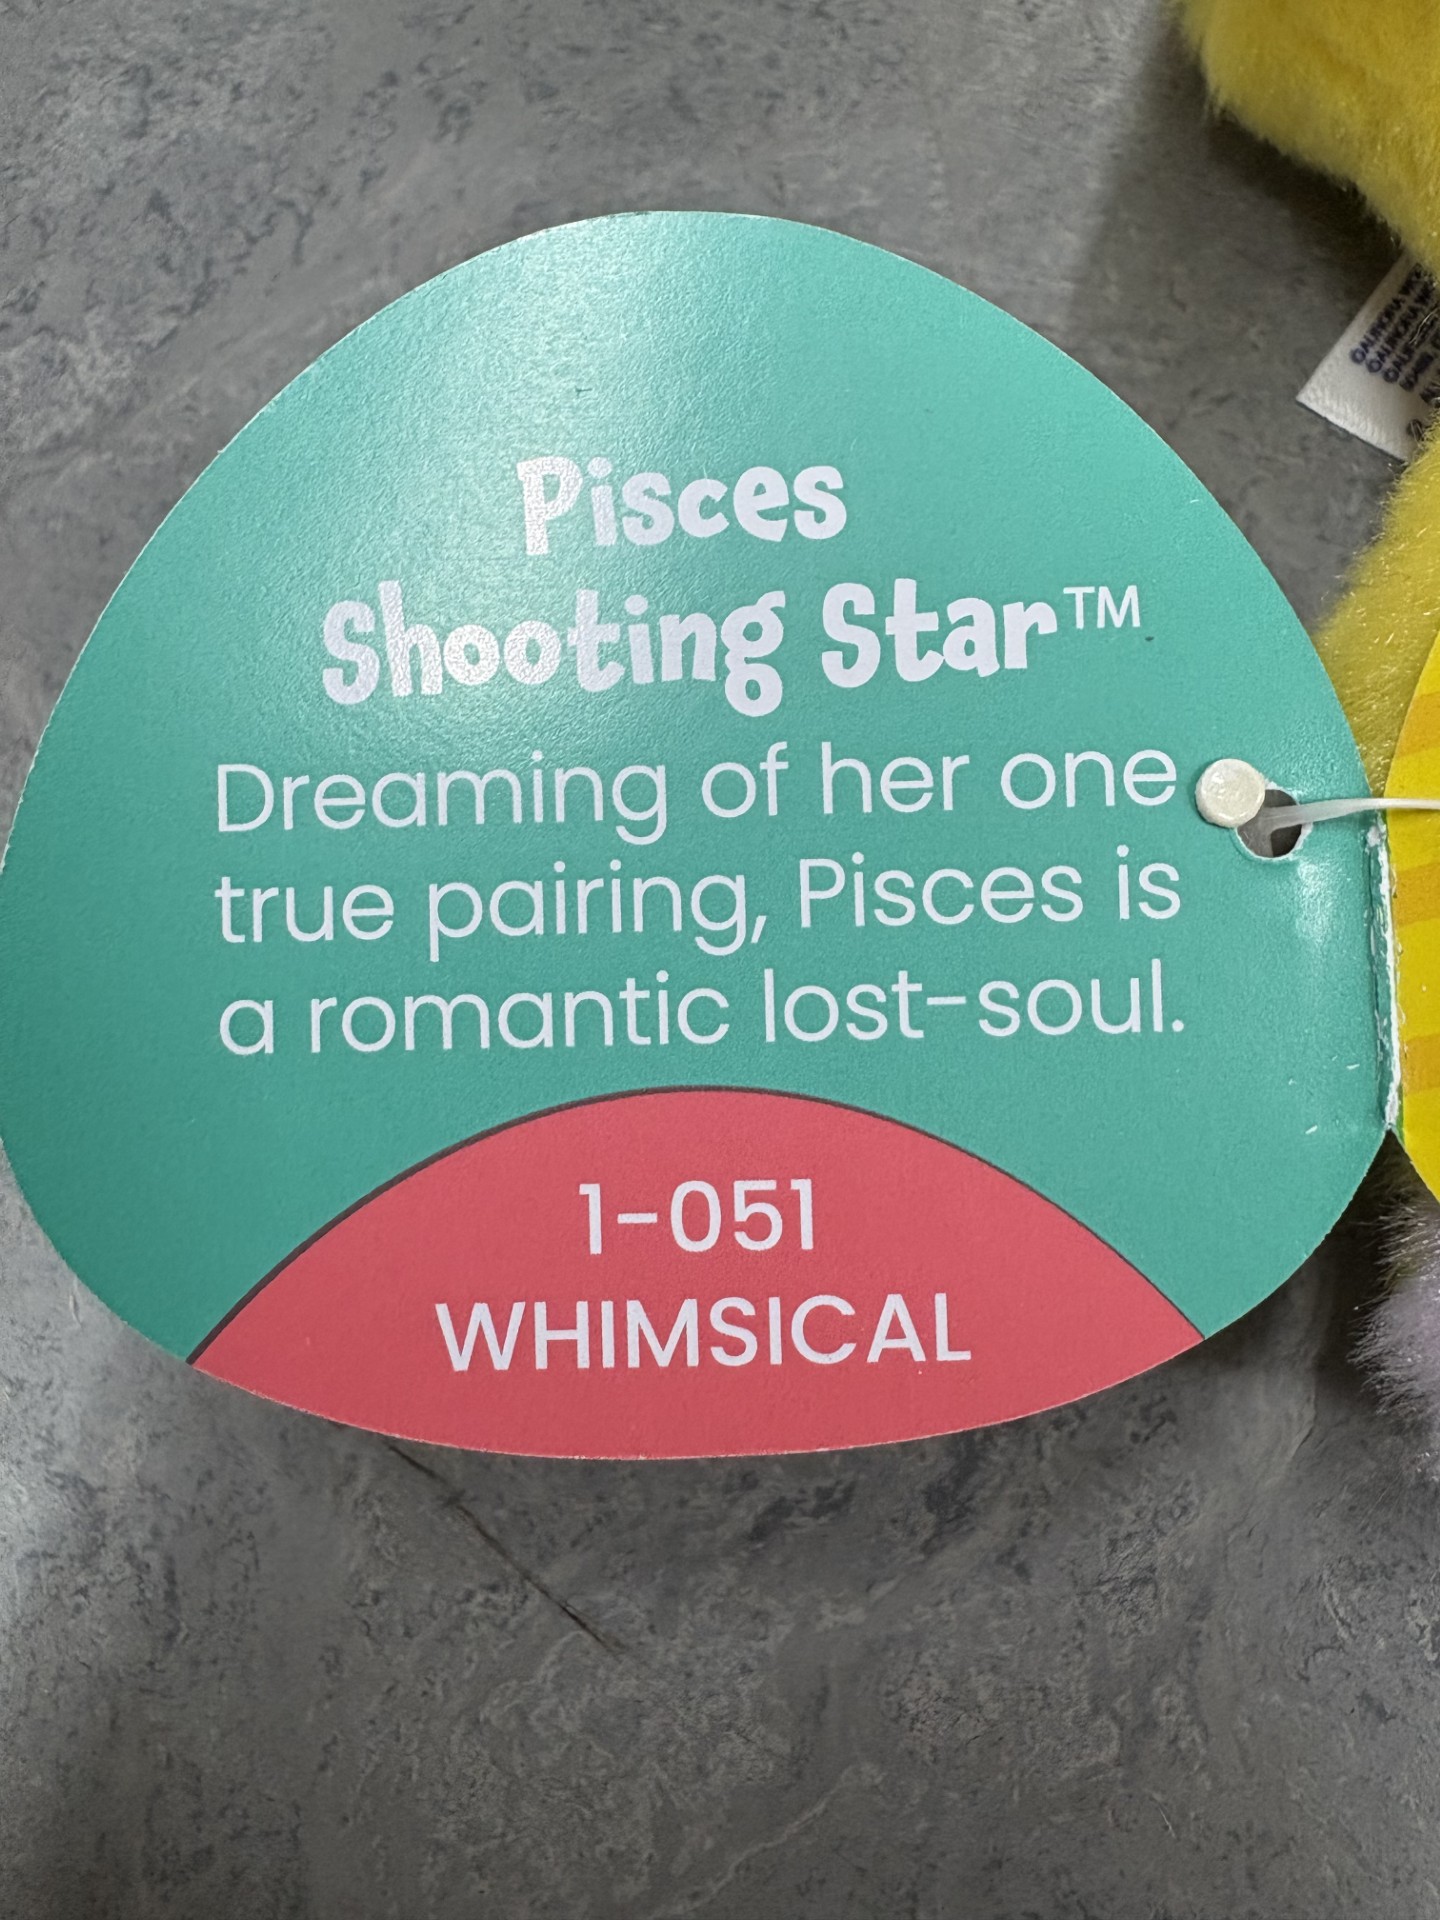 Pisces
Shooting Star™
Dreaming of her one
true pairing, Pisces is
a romantic lost-soul.
1-051
WHIMSICAL